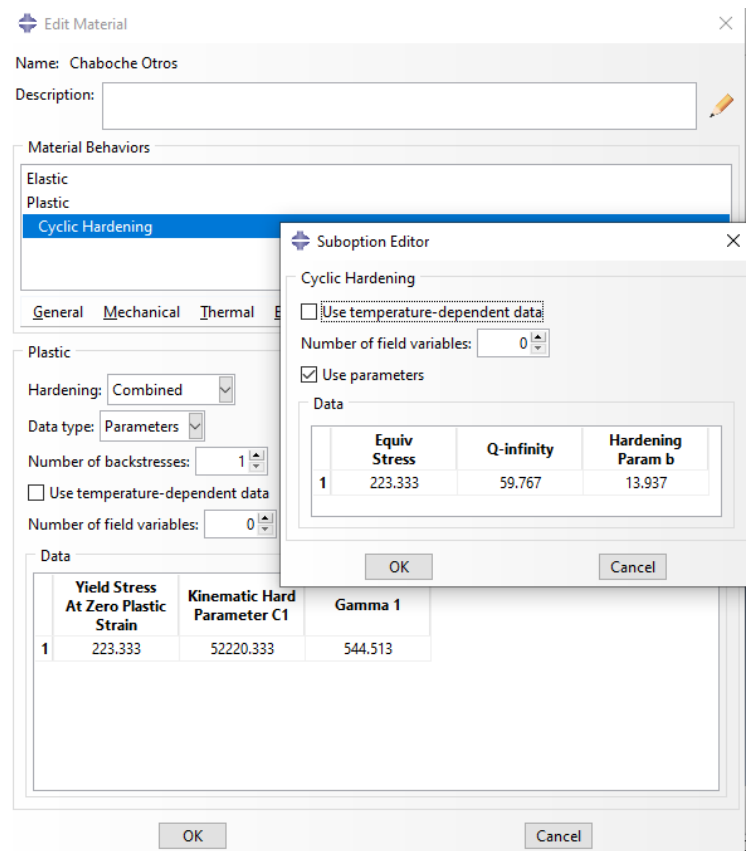 Edit Material
Name: Chaboche Otros
Description:
Material Behaviors
Elastic
Plastic
Cyclic Hardening
General Mechanical Thermal
Plastic
Hardening: Combined
Data type: Parameters
Number of backstresses: 1
Use temperature-dependent data
Number of field variables: 0
Data
Yield Stress At Zero Plastic Strain Kinematic Hard Parameter C1 Gamma 1
1 223.333 52220.333 544.513
OK Cancel
Suboption Editor
Cyclic Hardening
Use temperature-dependent data
Number of field variables: 0
Use parameters
Data
Equiv Stress Q-infinity Hardening Param b
1 223.333 59.767 13.937
OK Cancel